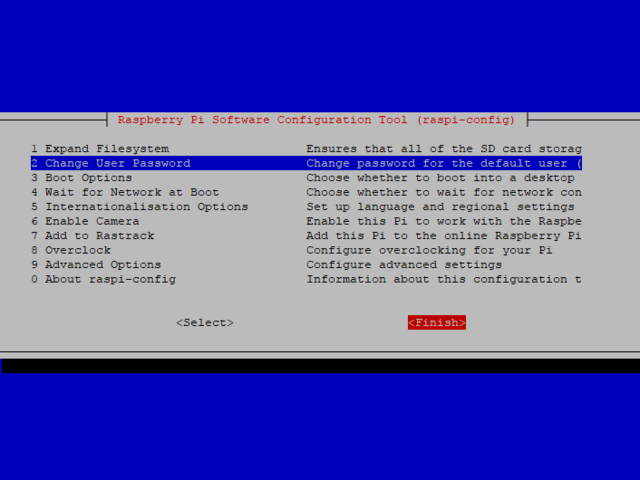 Raspberry Pi Software Configuration Tool (raspi-config)
1 Expand Filesystem Ensures that all of the SD card storag
2 Change User Password Change password for the default user (
3 Boot Options Choose whether to boot into a desktop
4 Wait for Network at Boot Choose whether to wait for network con
5 Internationalisation Options Set up language and regional settings
6 Enable Camera Enable this Pi to work with the Raspbe
7 Add to Rastrack Add this Pi to the online Raspberry Pi
8 Overclock Configure overclocking for your Pi
9 Advanced Options Configure advanced settings
0 About raspi-config Information about this configuration t
<Select> <Finish>